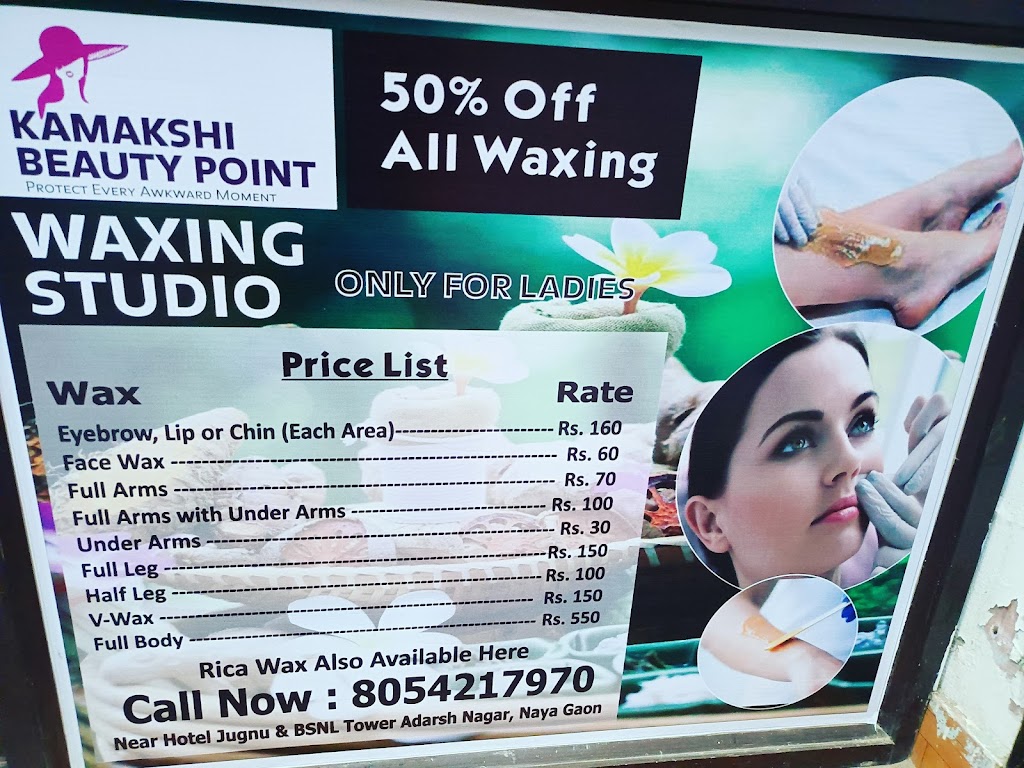 KAMAKSHI
BEAUTY POINT
PROTECT EVERY AWKWARD MOMENT
50% Off
All Waxing
WAXING
STUDIO
ONLY FOR LADIES
Price List
Wax Rate
Eyebrow, Lip or Chin (Each Area)------------------------ Rs. 160
Face Wax ------------------------------------------------ Rs. 60
Full Arms ------------------------------------------------ Rs. 70
Full Arms with Under Arms ------------------------- Rs. 100
Under Arms --------------------------------------------- Rs. 30
Full Leg --------------------------------------------------Rs. 150
Half Leg ------------------------------------------------ Rs. 100
V-Wax -------------------------------------------------- Rs. 150
Full Body ---------------------------------------------- Rs. 550
Rica Wax Also Available Here
Call Now : 8054217970
Near Hotel Jugnu & BSNL Tower Adarsh Nagar, Naya Gaon